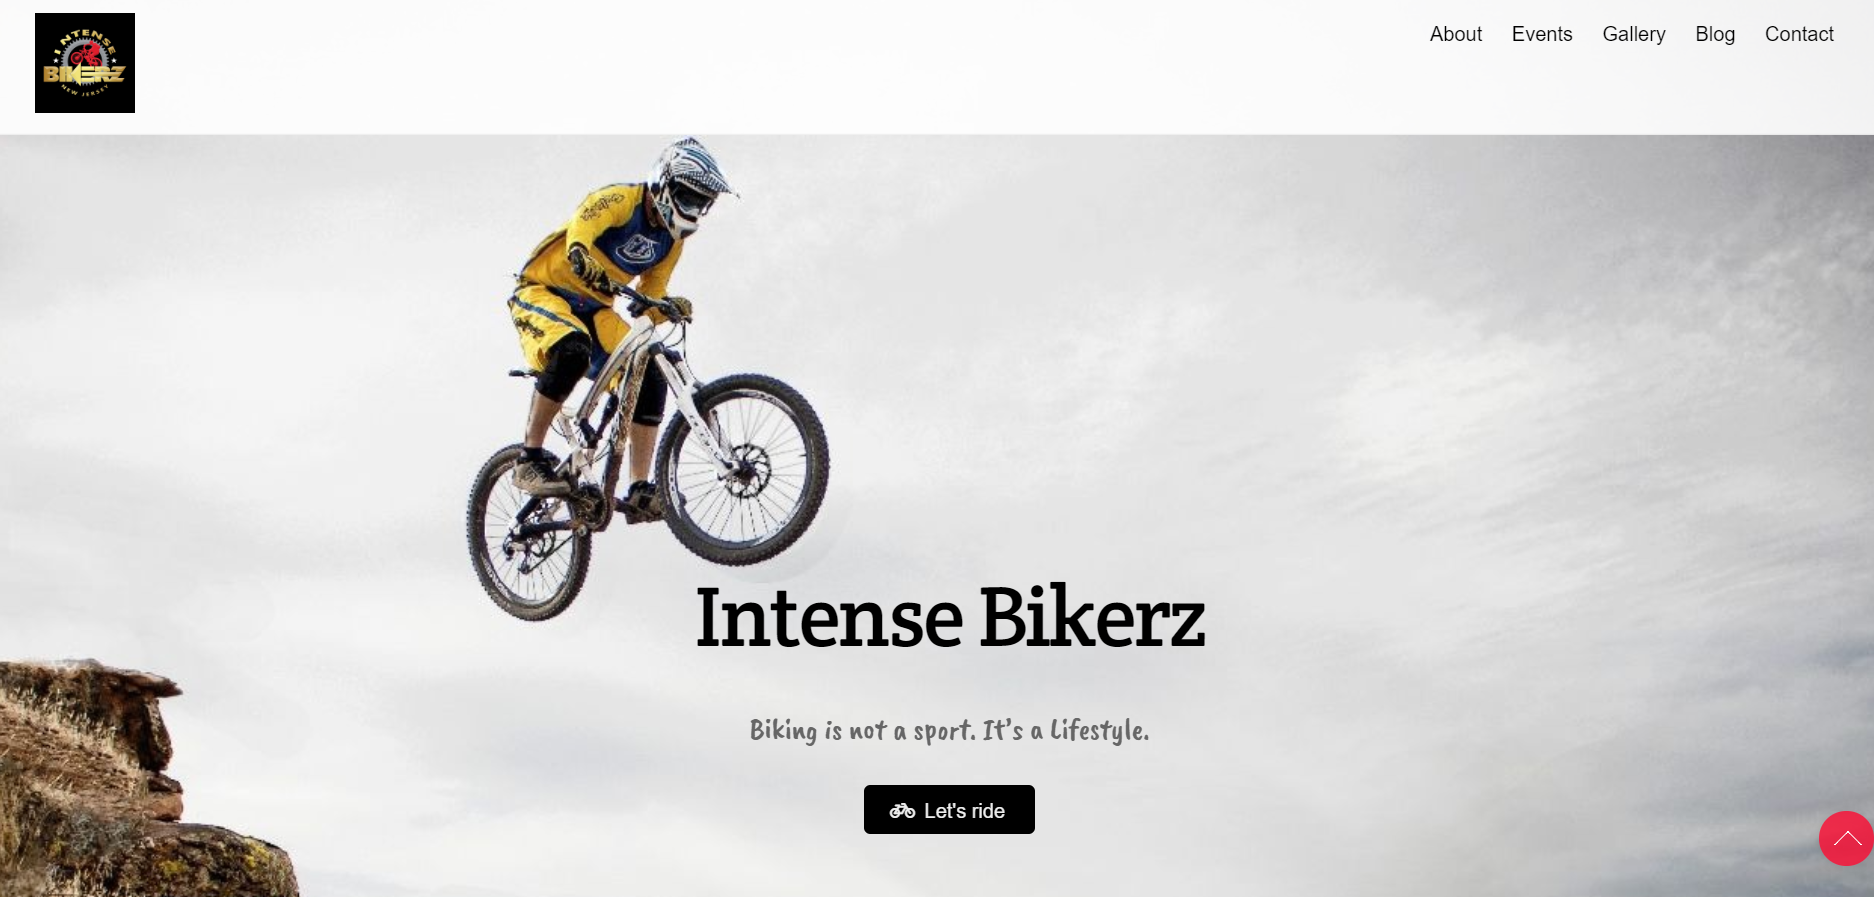 INTENSE
BIKERZ
NEW JERSEY
About Events Gallery Blog Contact
Intense Bikerz
Biking is not a sport. It's a Lifestyle.
Let's ride